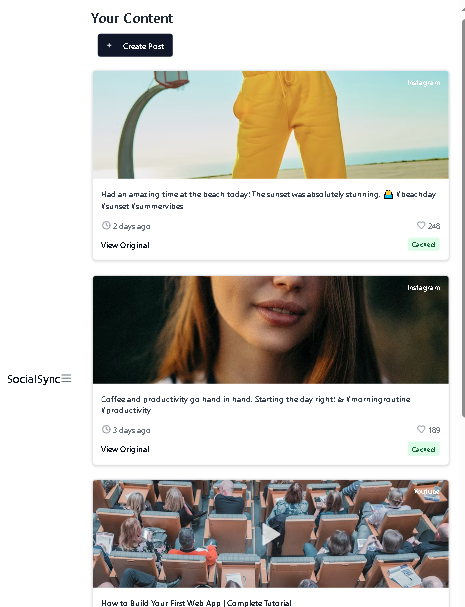 Your Content
+ Create Post
Instagram
Had an amazing time at the beach today! The sunset was absolutely stunning. 🌅 #beachday
#sunset #summervibes
2 days ago
248
View Original
Cached
Instagram
Coffee and productivity go hand in hand. Starting the day right! ☕ #morningroutine
#productivity
3 days ago
189
View Original
Cached
SocialSync
Youtube
How to Build Your First Web App | Complete Tutorial